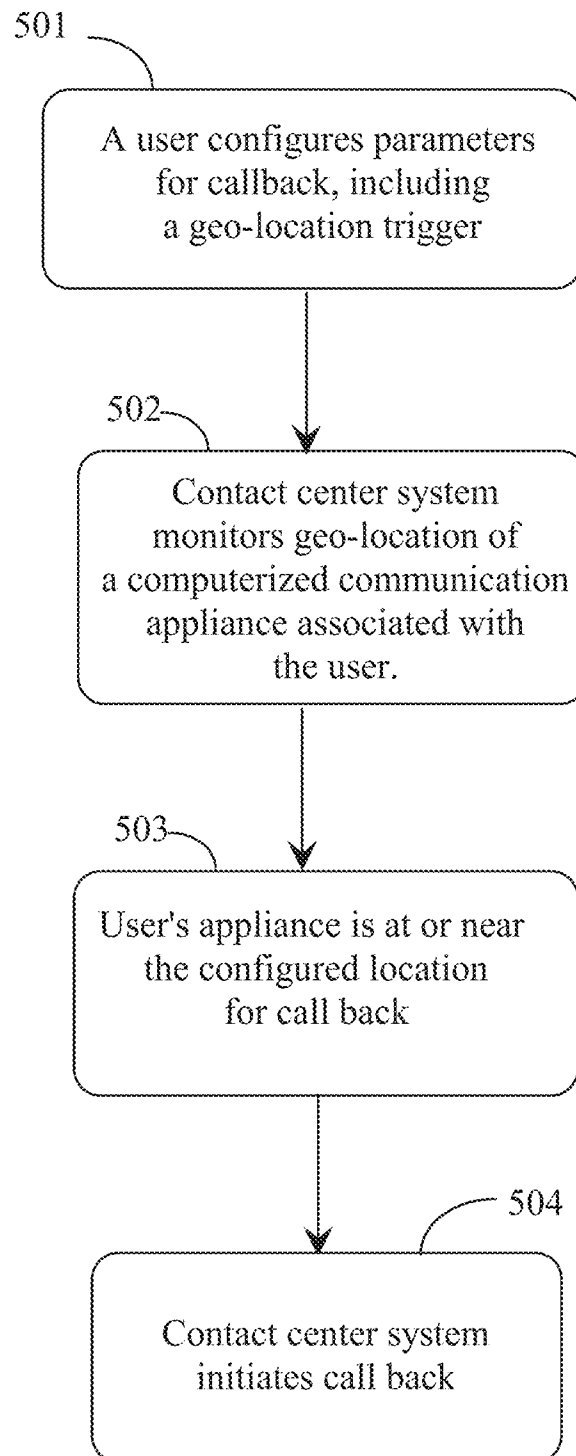 501
A user configures parameters
for callback, including
a geo-location trigger
502
Contact center system
monitors geo-location of
a computerized communication
appliance associated with
the user.
503
User's appliance is at or near
the configured location
for call back
504
Contact center system
initiates call back